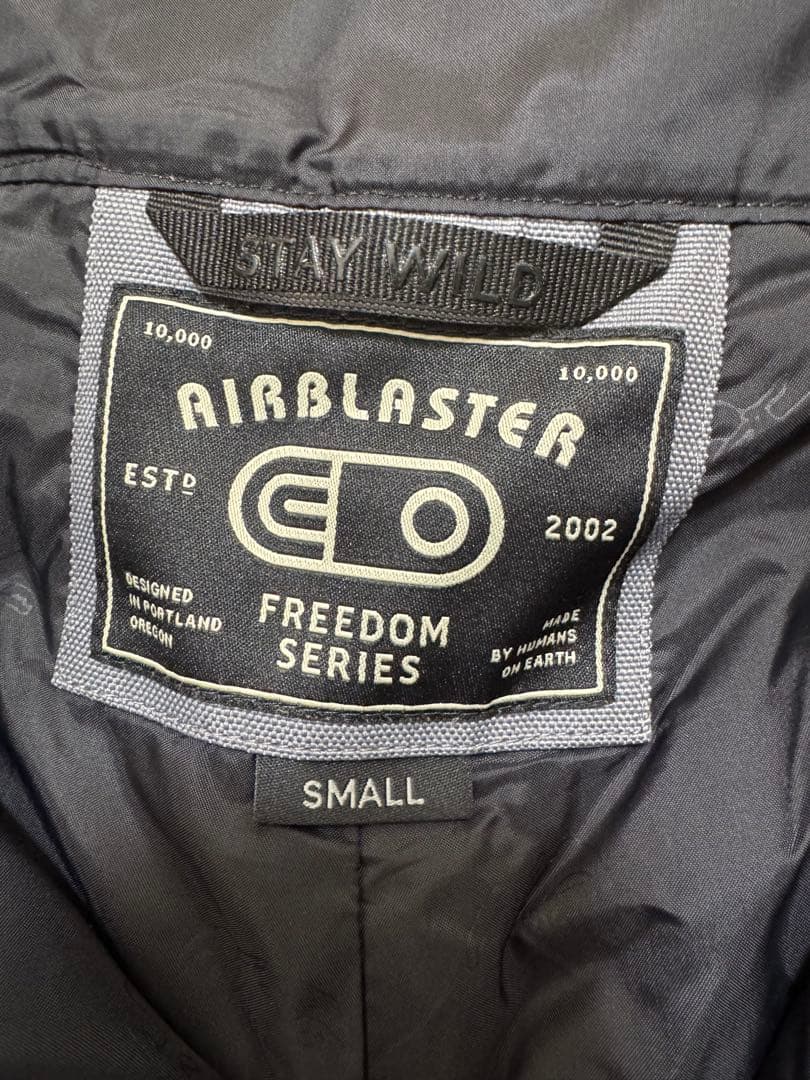 STAY WILD
10,000
10,000
AIRBLASTER
ESTD
2002
DESIGNED
IN PORTLAND
OREGON
FREEDOM
SERIES
MADE
BY HUMANS
ON EARTH
SMALL